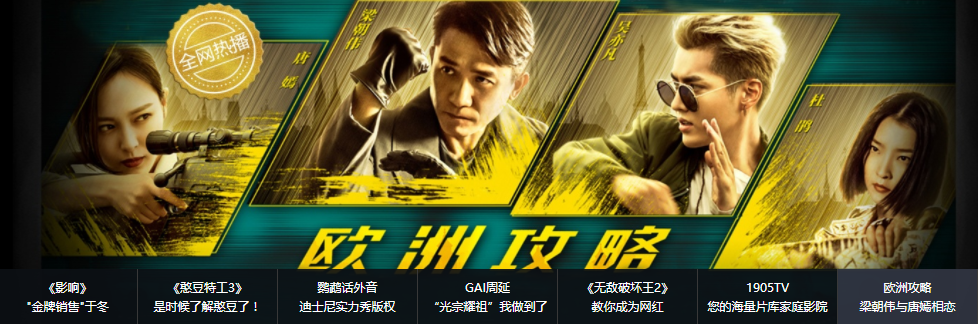 全网热播
唐嫣
梁朝伟
吴亦凡
杜鹃
欧洲攻略
《影响》
"金牌销售"于冬
《憨豆特工3》
是时候了解憨豆了！
鹦鹉话外音
迪士尼实力秀版权
GAI周延
“光宗耀祖”我做到了
《无敌破坏王2》
教你成为网红
1905TV
您的海量片库家庭影院
欧洲攻略
梁朝伟与唐嫣相恋